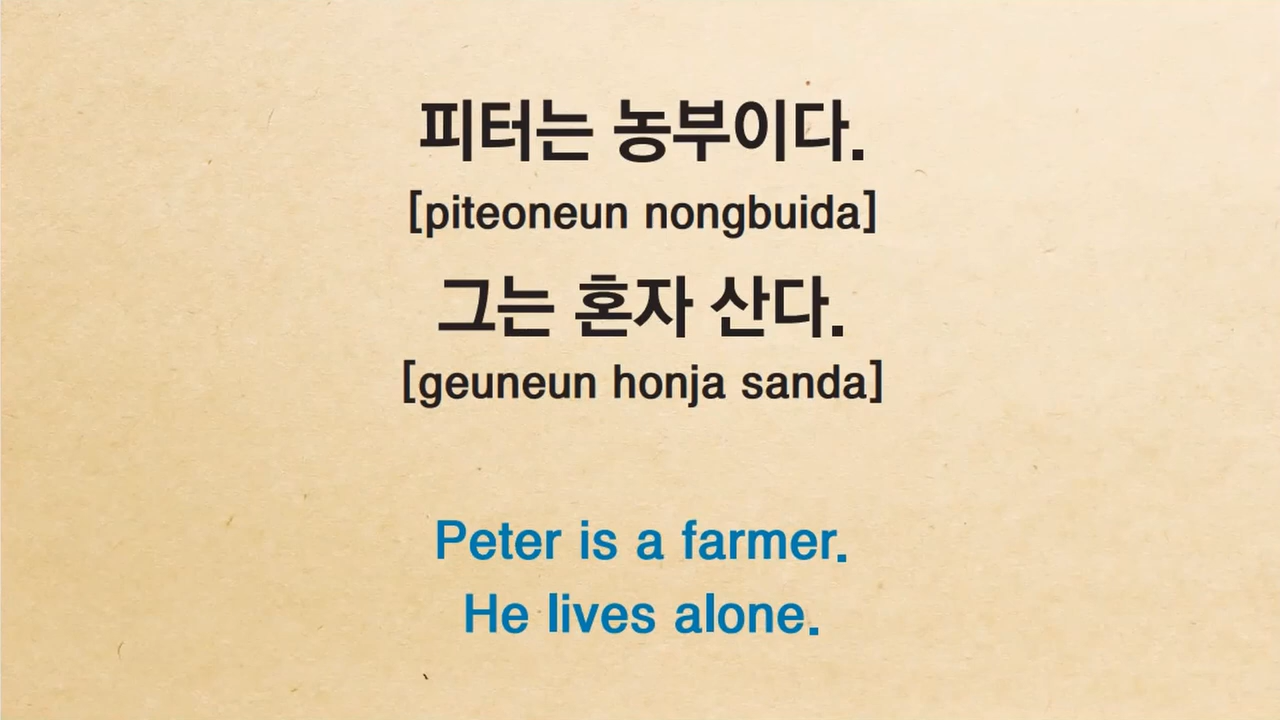 피터는 농부이다.
[piteoneun nongbuida]
그는 혼자 산다.
[geuneun honja sanda]
Peter is a farmer.
He lives alone.